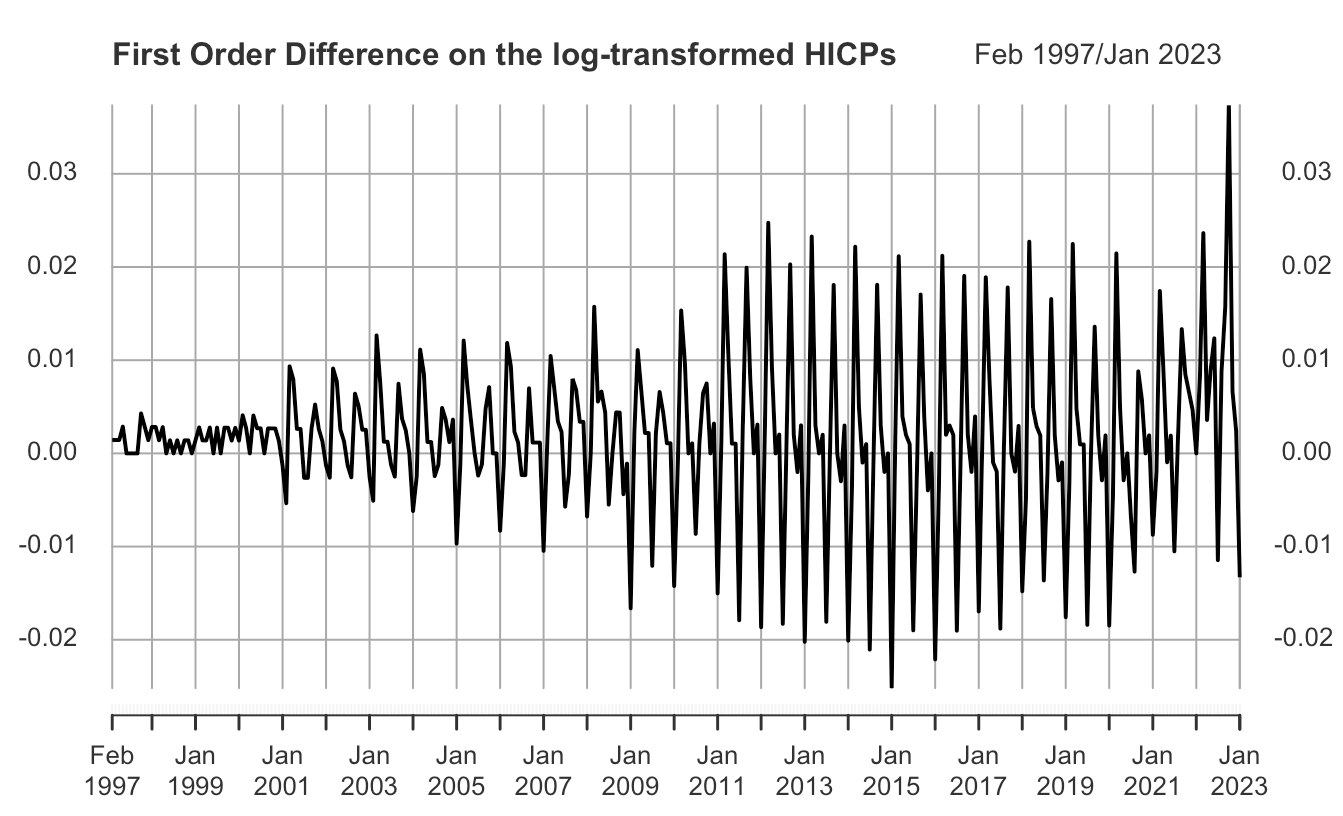 First Order Difference on the log-transformed HICPs Feb 1997/Jan 2023
0.03 0.03
0.02 0.02
0.01 0.01
0.00 0.00
-0.01 -0.01
-0.02 -0.02
Feb Jan Jan Jan Jan Jan Jan Jan Jan Jan Jan Jan Jan Jan
1997 1999 2001 2003 2005 2007 2009 2011 2013 2015 2017 2019 2021 2023